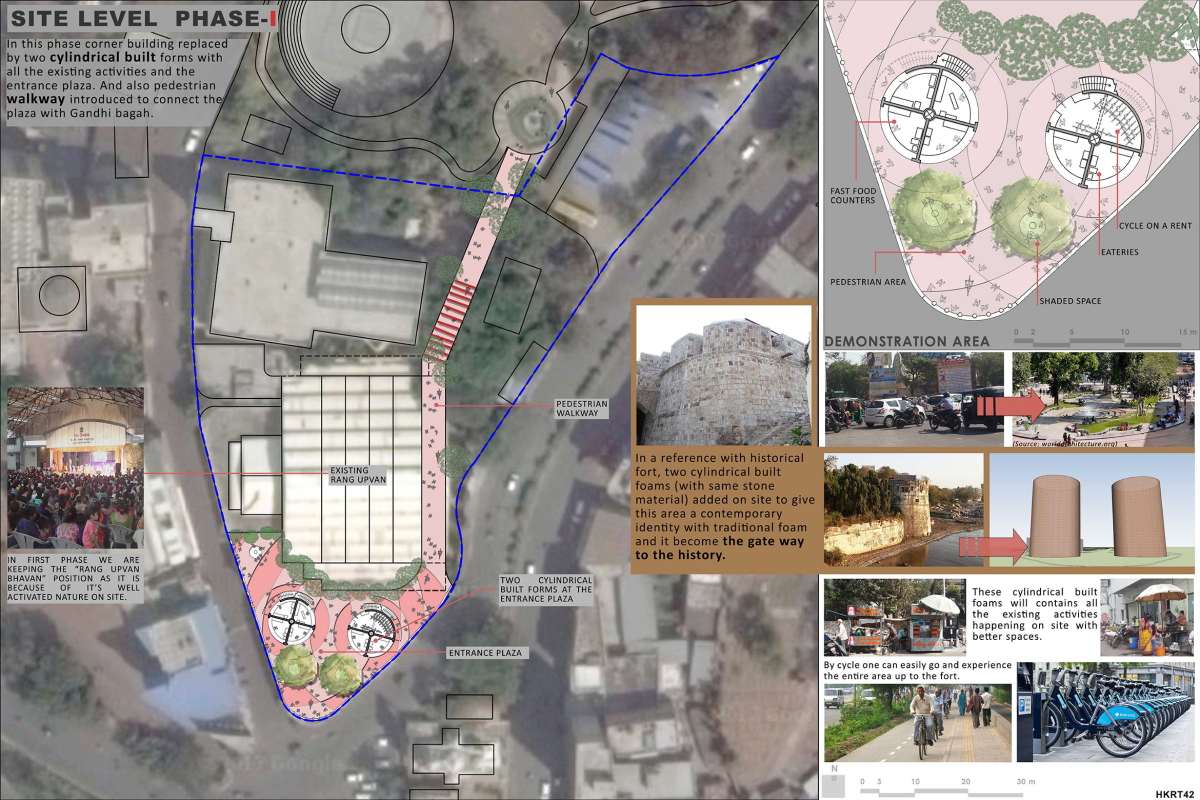 SITE LEVEL PHASE-I
In this phase corner building replaced
by two cylindrical built forms with
all the existing activities and the
entrance plaza. And also pedestrian
walkway introduced to connect the
plaza with Gandhi bagah.
IN FIRST PHASE WE ARE
KEEPING THE "RANG UPVAN
BHAVAN" POSITION AS IT IS
BECAUSE OF IT'S WELL
ACTIVATED NATURE ON SITE.
EXISTING
RANG UPVAN
PEDESTRIAN
WALKWAY
TWO CYLINDRICAL
BUILT FORMS AT THE
ENTRANCE PLAZA
ENTRANCE PLAZA
In a reference with historical
fort, two cylindrical built
foams (with same stone
material) added on site to give
this area a contemporary
identity with traditional foam
and it become the gate way
to the history.
FAST FOOD
COUNTERS
CYCLE ON A RENT
EATERIES
PEDESTRIAN AREA
SHADED SPACE
0 2 5 10 15 m
DEMONSTRATION AREA
(Source: worldarchitecture.org)
These cylindrical built
foams will contains all
the existing activities
happening on site with
better spaces.
By cycle one can easily go and experience
the entire area up to the fort.
N
0 3 10 20 30 m
HKRT42